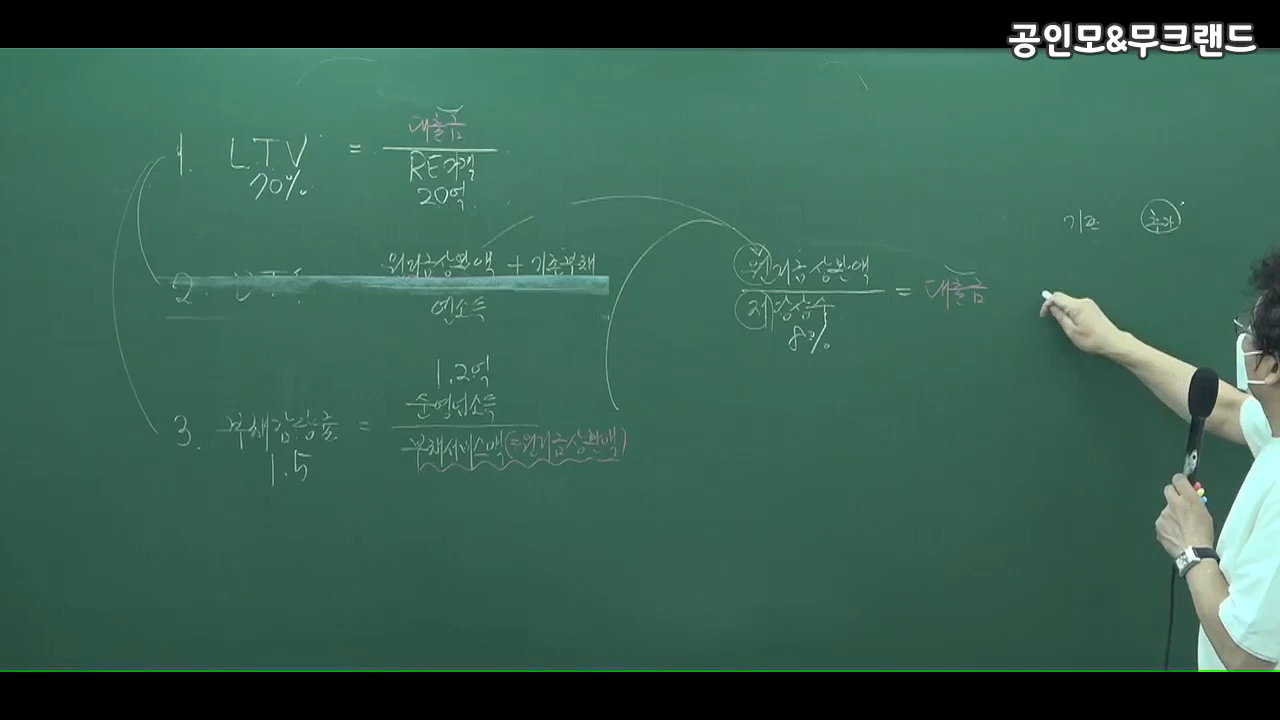 공인모&무크랜드
1. L.T.V = 대출금
70% RE가액
20억
2. 원리금상환액 + 기존부채
연소득
원리금상환액
저당상수 = 대출금
8%
기존 추가
1.2억
순영업소득
3. 부채감당율 =
부채서비스액(=원리금상환액)
1.5